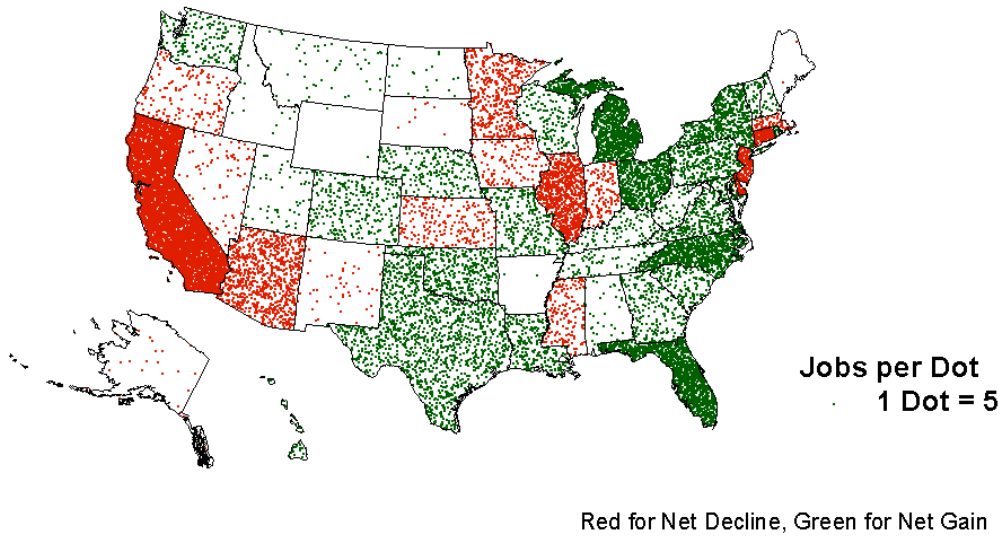 Jobs per Dot
1 Dot = 5
Red for Net Decline, Green for Net Gain